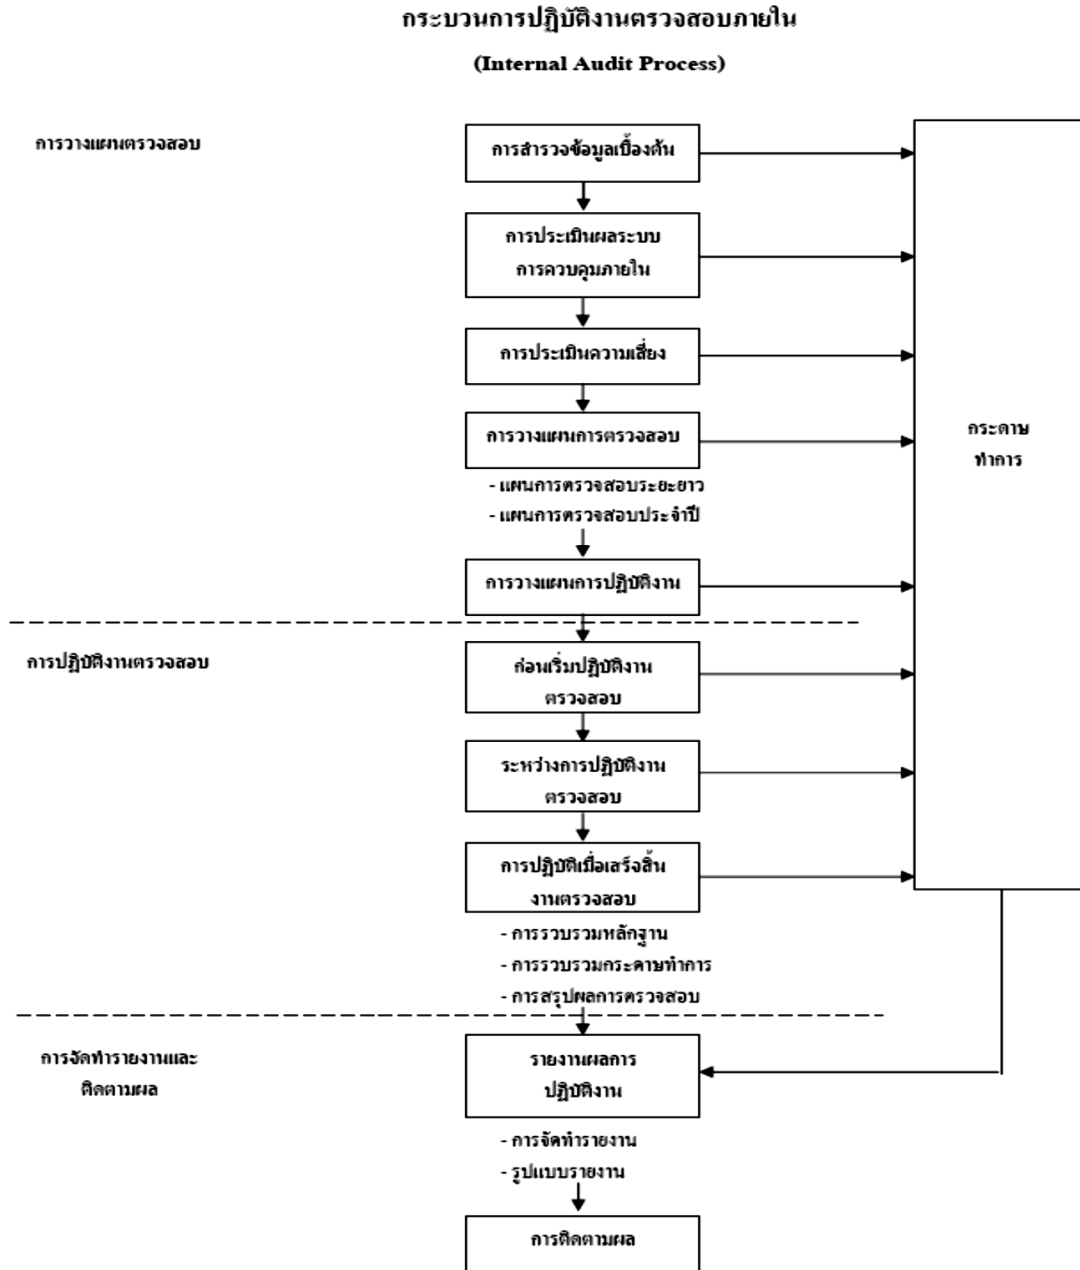 กระบวนการปฏิบัติงานตรวจสอบภายใน
(Internal Audit Process)
การวางแผนตรวจสอบ
การสำรวจข้อมูลเบื้องต้น
การประเมินผลระบบ
การควบคุมภายใน
การประเมินความเสี่ยง
การวางแผนการตรวจสอบ
- แผนการตรวจสอบระยะยาว
- แผนการตรวจสอบประจำปี
กระดาษ
ทำการ
การวางแผนการปฏิบัติงาน
การปฏิบัติงานตรวจสอบ
ก่อนเริ่มปฏิบัติงาน
ตรวจสอบ
ระหว่างการปฏิบัติงาน
ตรวจสอบ
การปฏิบัติเมื่อเสร็จสิ้น
งานตรวจสอบ
- การรวบรวมหลักฐาน
- การรวบรวมกระดาษทำการ
- การสรุปผลการตรวจสอบ
การจัดทำรายงานและ
ติดตามผล
รายงานผลการ
ปฏิบัติงาน
- การจัดทำรายงาน
- รูปแบบรายงาน
การติดตามผล